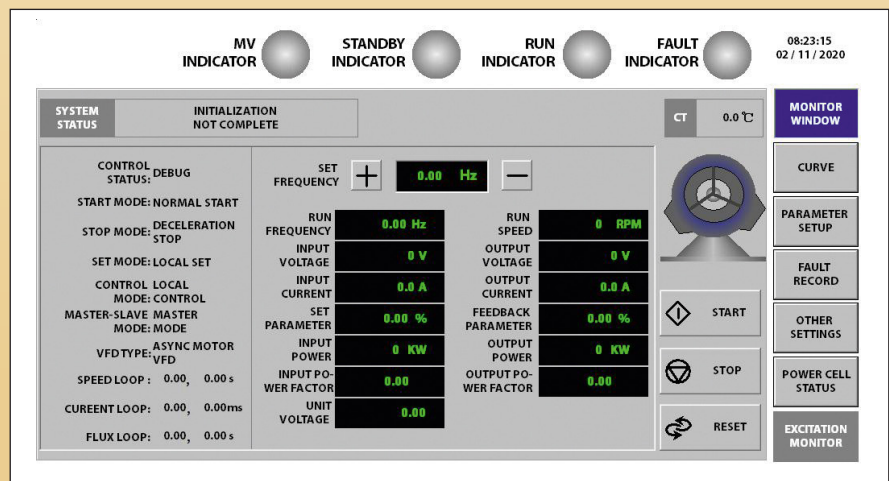 MV
INDICATOR
STANDBY
INDICATOR
RUN
INDICATOR
FAULT
INDICATOR
08:23:15
02 / 11 / 2020
SYSTEM
STATUS
INITIALIZATION
NOT COMPLETE
CT
0.0 ℃
CONTROL
STATUS: DEBUG
START MODE: NORMAL START
STOP MODE: DECELERATION
STOP
SET MODE: LOCAL SET
CONTROL LOCAL
MODE: CONTROL
MASTER-SLAVE MASTER
MODE: MODE
VFD TYPE: ASYNC MOTOR
VFD
SPEED LOOP : 0.00, 0.00 s
CUREENT LOOP: 0.00, 0.00ms
FLUX LOOP: 0.00, 0.00 s
SET
FREQUENCY
+
0.00 Hz
−
RUN
FREQUENCY
0.00 Hz
RUN
SPEED
0 RPM
INPUT
VOLTAGE
0 V
OUTPUT
VOLTAGE
0 V
INPUT
CURRENT
0.0 A
OUTPUT
CURRENT
0.0 A
SET
PARAMETER
0.00 %
FEEDBACK
PARAMETER
0.00 %
INPUT
POWER
0 KW
OUTPUT
POWER
0 KW
INPUT PO-
WER FACTOR
0.00
OUTPUT PO-
WER FACTOR
0.00
UNIT
VOLTAGE
0.00
START
STOP
RESET
MONITOR
WINDOW
CURVE
PARAMETER
SETUP
FAULT
RECORD
OTHER
SETTINGS
POWER CELL
STATUS
EXCITATION
MONITOR